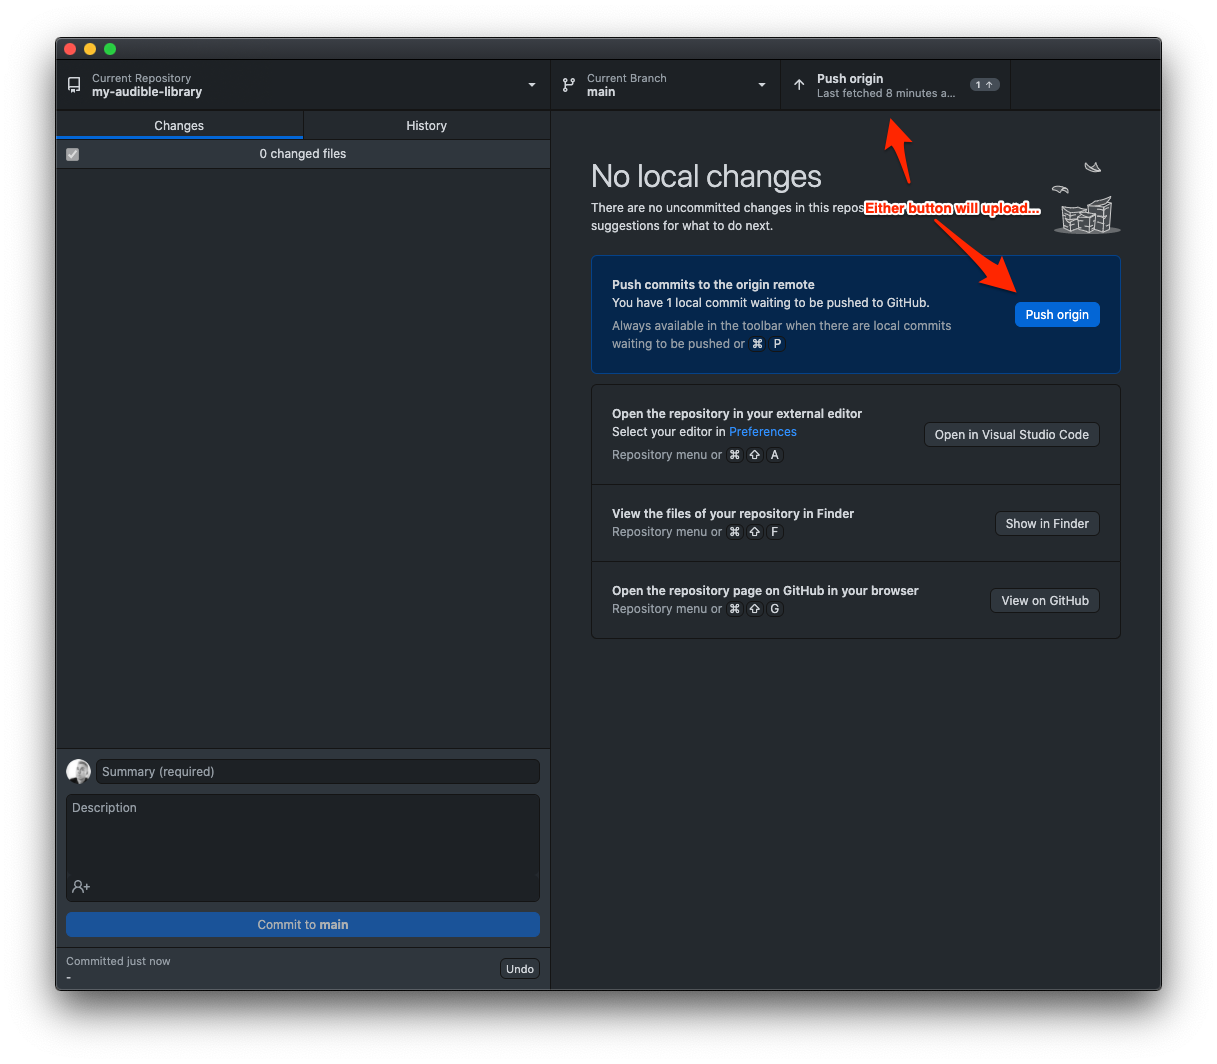 Current Repository
my-audible-library
Current Branch
main
Push origin
Last fetched 8 minutes a...
1
Changes
History
0 changed files
No local changes
There are no uncommitted changes in this repos
Either button will upload...
suggestions for what to do next.
Push commits to the origin remote
You have 1 local commit waiting to be pushed to GitHub.
Always available in the toolbar when there are local commits
waiting to be pushed or ⌘ P
Push origin
Open the repository in your external editor
Select your editor in Preferences
Repository menu or ⌘ ⇧ A
Open in Visual Studio Code
View the files of your repository in Finder
Repository menu or ⌘ ⇧ F
Show in Finder
Open the repository page on GitHub in your browser
Repository menu or ⌘ ⇧ G
View on GitHub
Summary (required)
Description
Commit to main
Committed just now
-
Undo